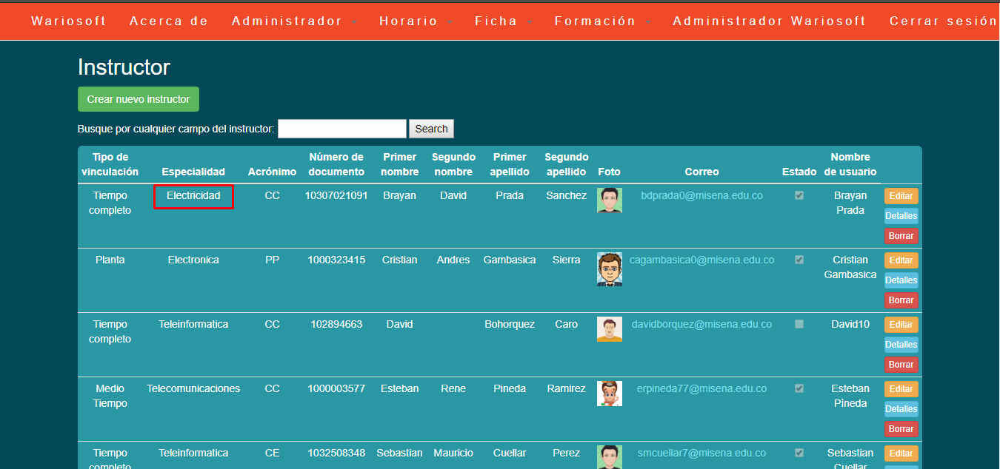 Wariosoft Acerca de Administrador Horario Ficha Formación Administrador Wariosoft Cerrar sesión
Instructor
Crear nuevo instructor
Busque por cualquier campo del instructor: Search
Tipo de vinculación Especialidad Acrónimo Número de documento Primer nombre Segundo nombre Primer apellido Segundo apellido Foto Correo Estado Nombre de usuario
Tiempo completo Electricidad CC 10307021091 Brayan David Prada Sanchez bdprada0@misena.edu.co Brayan Prada Editar
Detalles
Borrar
Planta Electronica PP 1000323415 Cristian Andres Gambasica Sierra cagambasica0@misena.edu.co Cristian Gambasica Editar
Detalles
Borrar
Tiempo completo Teleinformatica CC 102894663 David Bohorquez Caro davidborquez@misena.edu.co David10 Editar
Detalles
Borrar
Medio Tiempo Telecomunicaciones CC 1000003577 Esteban Rene Pineda Ramirez erpineda77@misena.edu.co Esteban Pìneda Editar
Detalles
Borrar
Tiempo completo Teleinformatica CE 1032508348 Sebastian Mauricio Cuellar Perez smcuellar7@misena.edu.co Sebastian Cuellar Editar